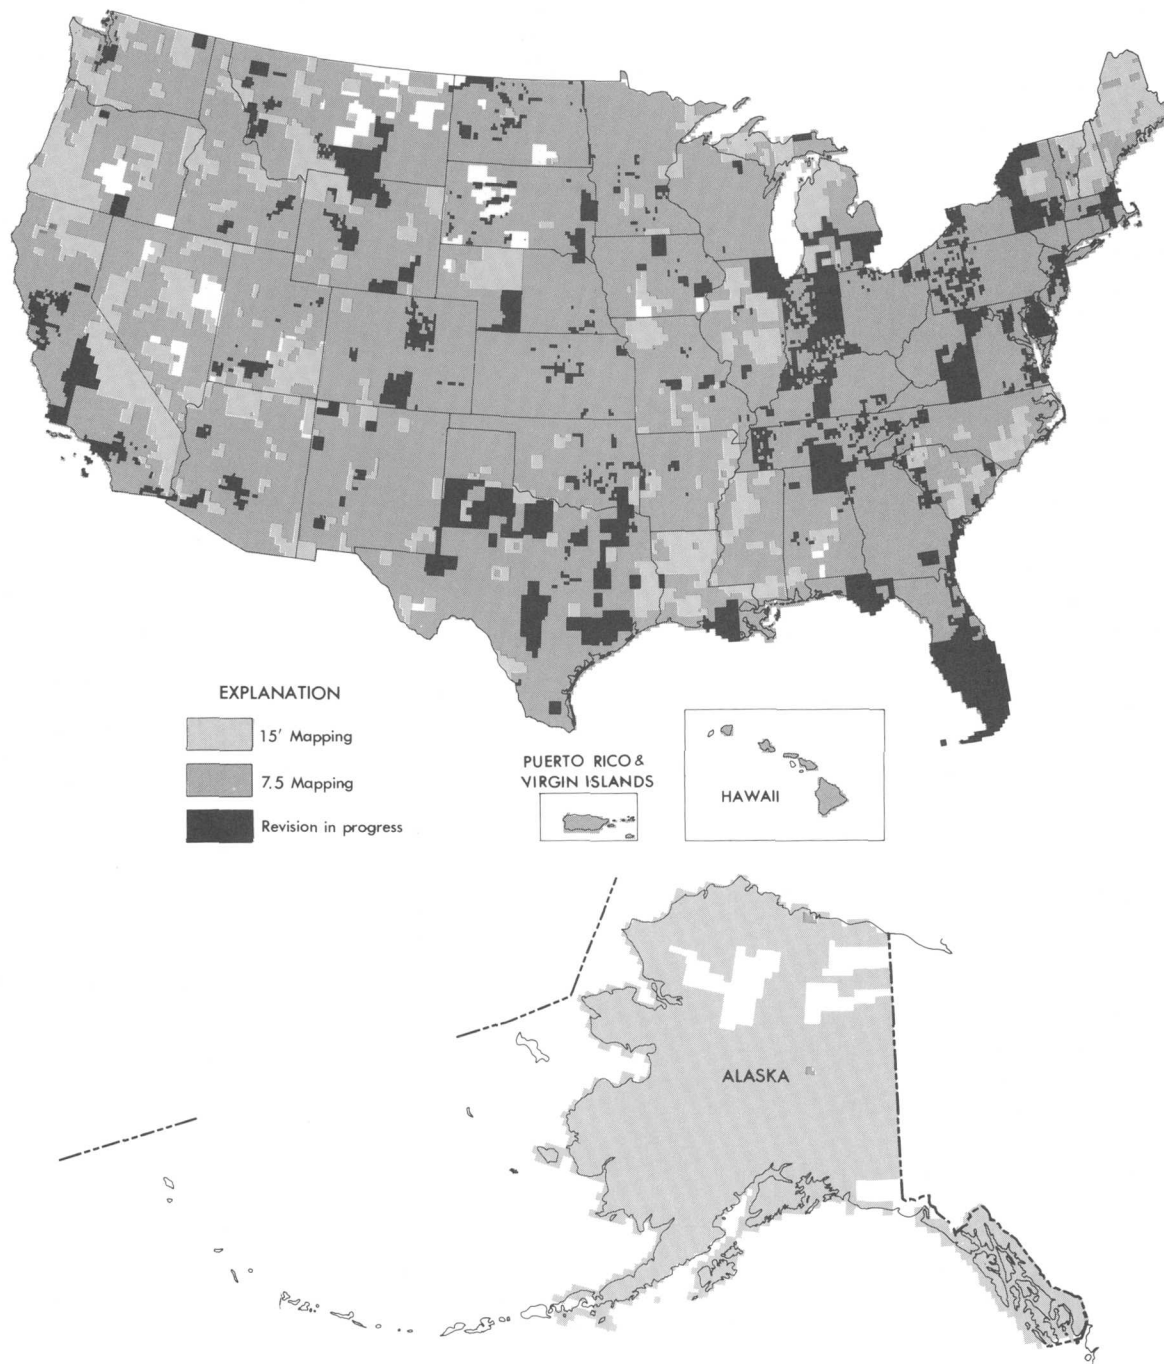 EXPLANATION
15' Mapping
7.5 Mapping
Revision in progress
PUERTO RICO &
VIRGIN ISLANDS
HAWAII
ALASKA